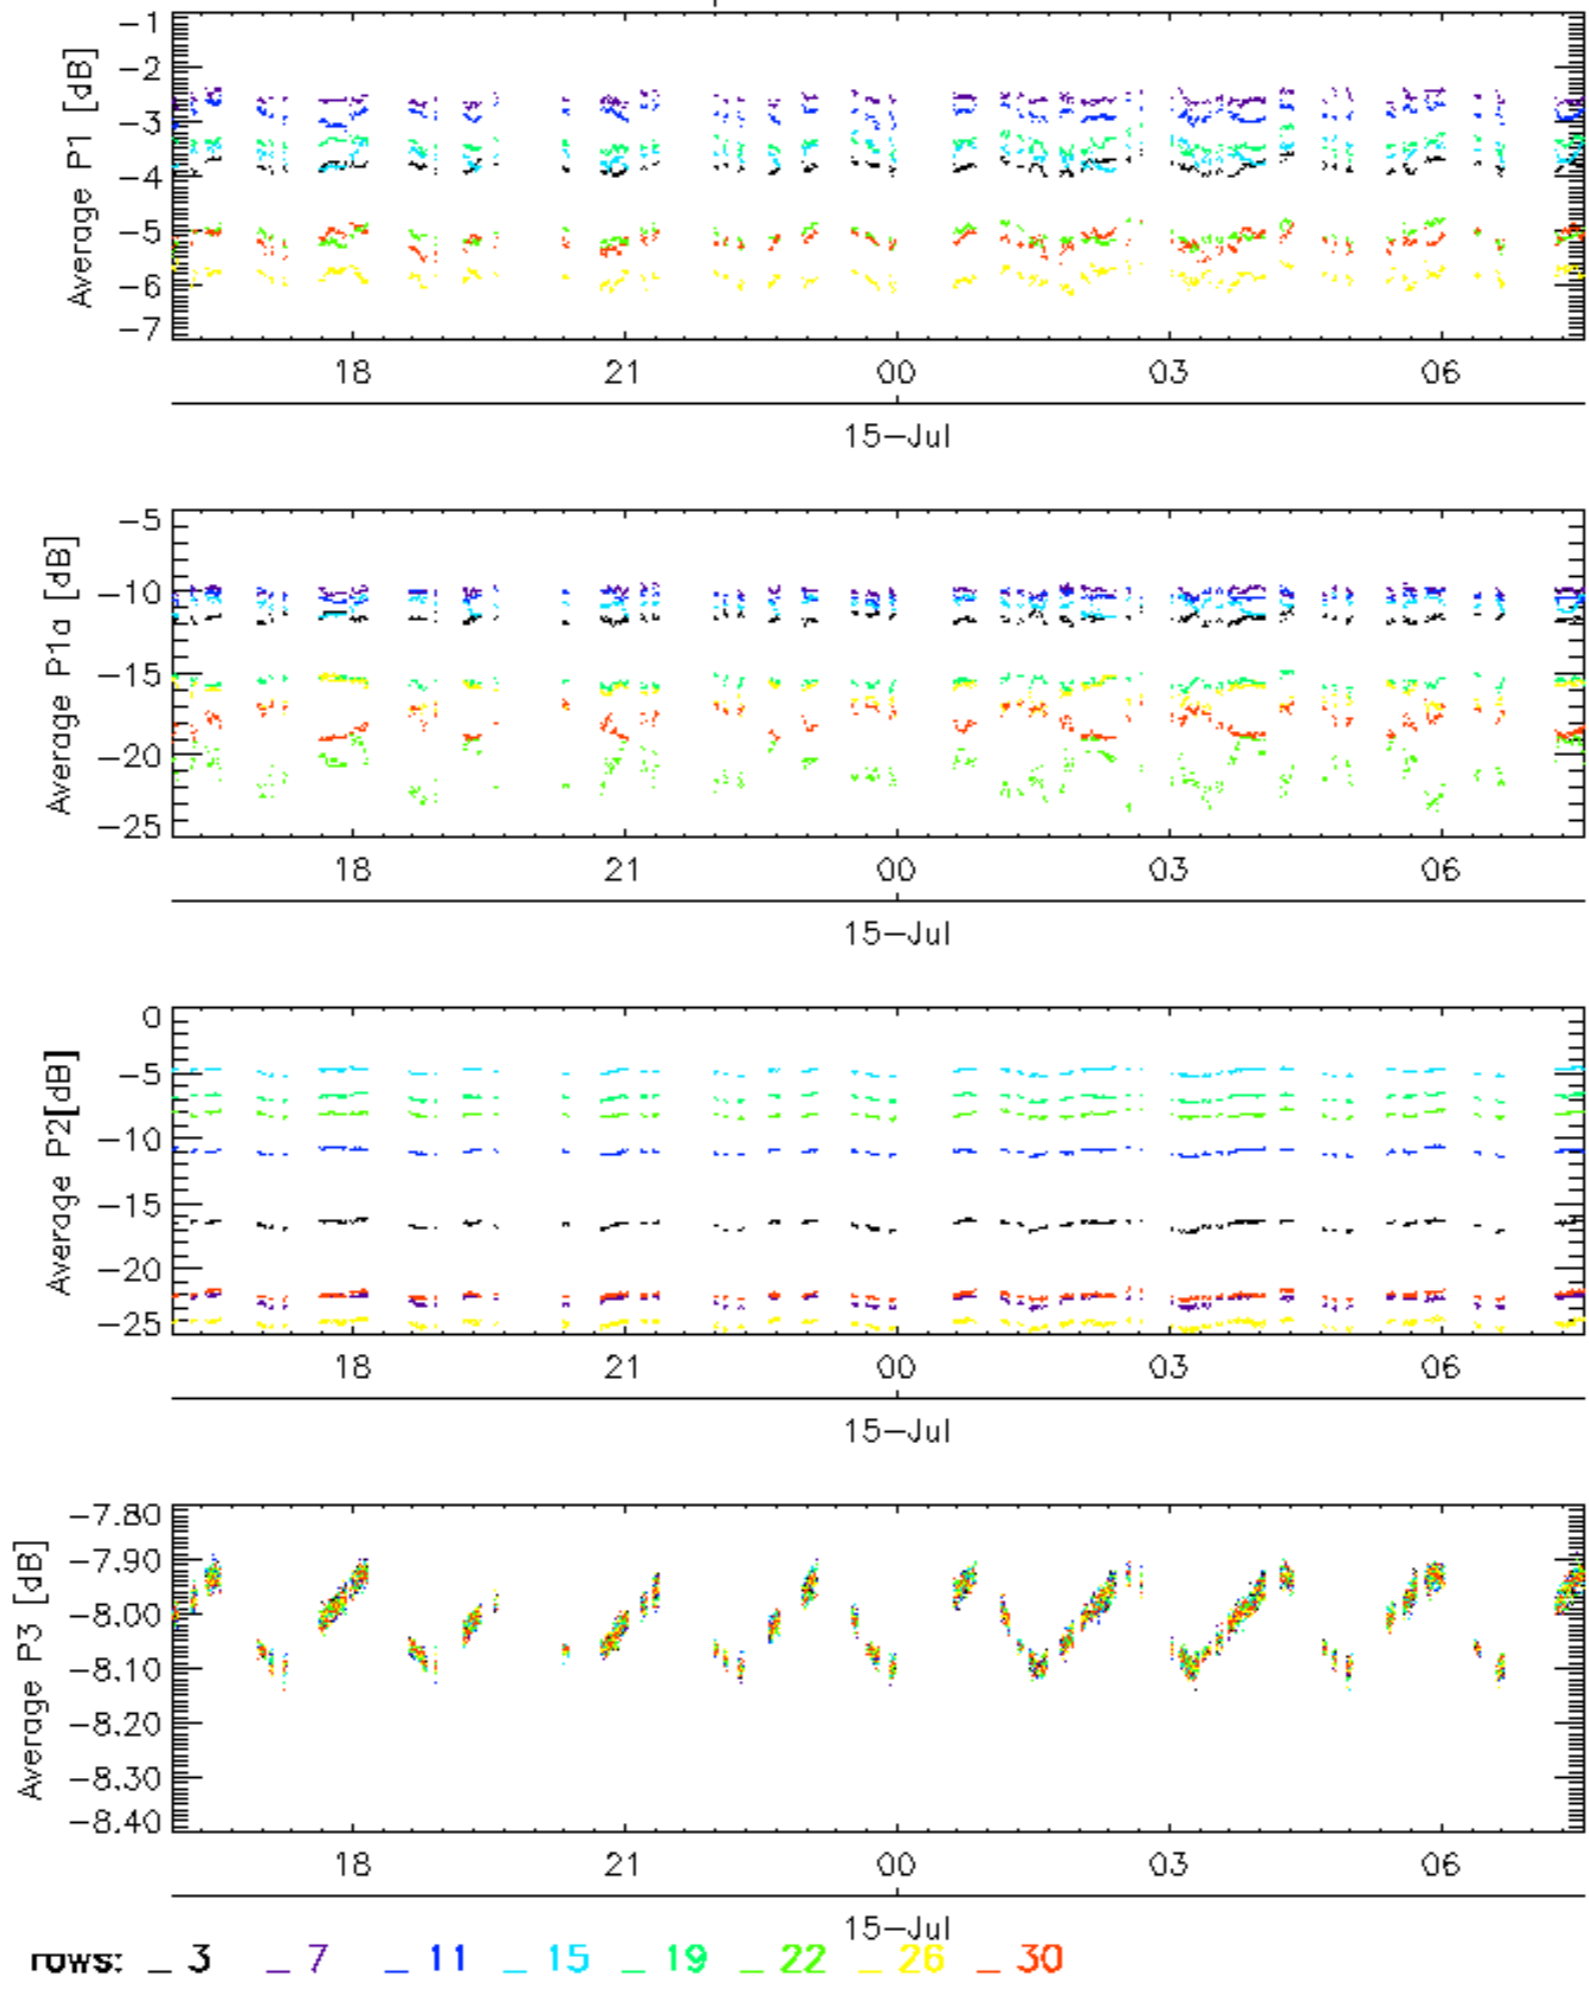 Average P1 [dB]
-1
-2
-3
-4
-5
-6
-7
18 21 00 03 06
15-Jul
Average P1a [dB]
-5
-10
-15
-20
-25
18 21 00 03 06
15-Jul
Average P2[dB]
0
-5
-10
-15
-20
-25
18 21 00 03 06
15-Jul
Average P3 [dB]
-7.80
-7.90
-8.00
-8.10
-8.20
-8.30
-8.40
18 21 00 03 06
15-Jul
rows: _ 3 _ 7 _ 11 _ 15 _ 19 _ 22 _ 26 _ 30